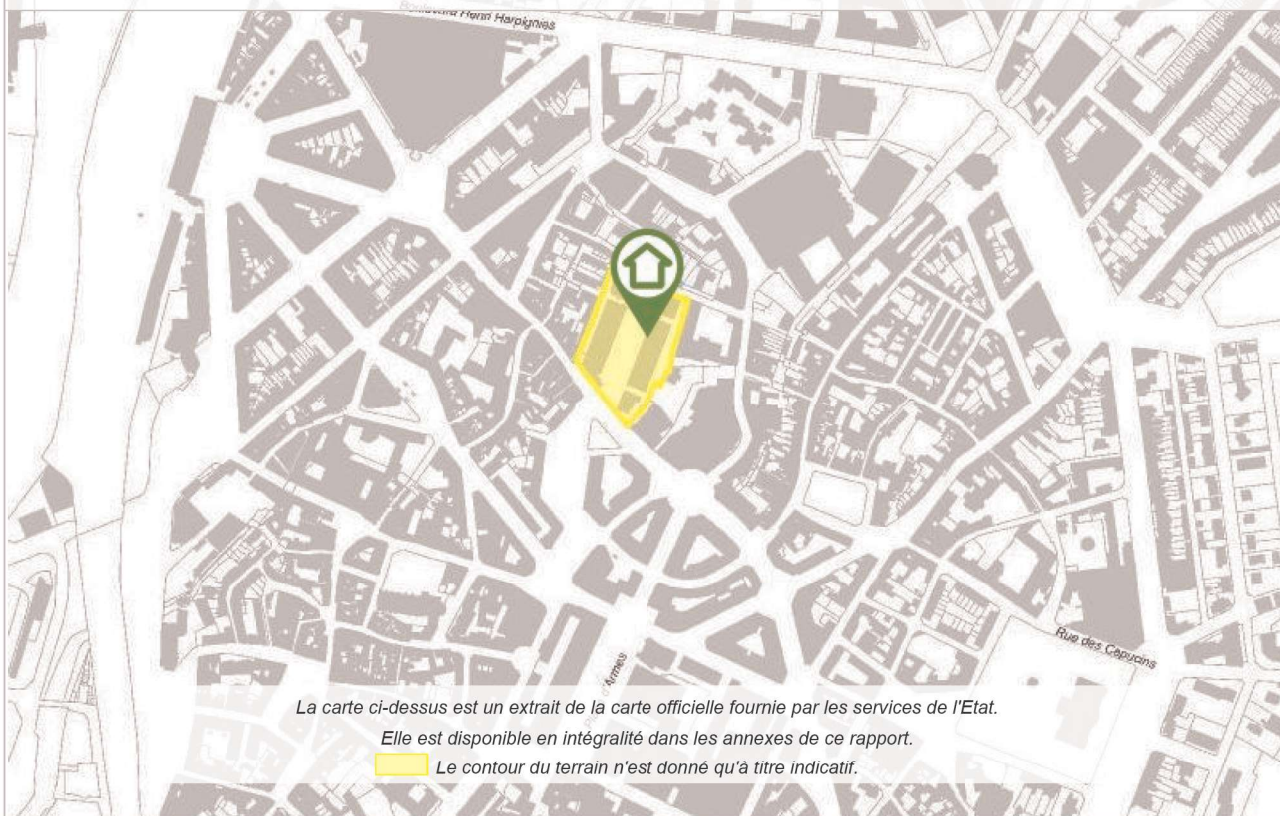 Henri Harpignies
Rue des Capucins
d'Armes
La carte ci-dessus est un extrait de la carte officielle fournie par les services de l'Etat.
Elle est disponible en intégralité dans les annexes de ce rapport.
Le contour du terrain n'est donné qu'à titre indicatif.